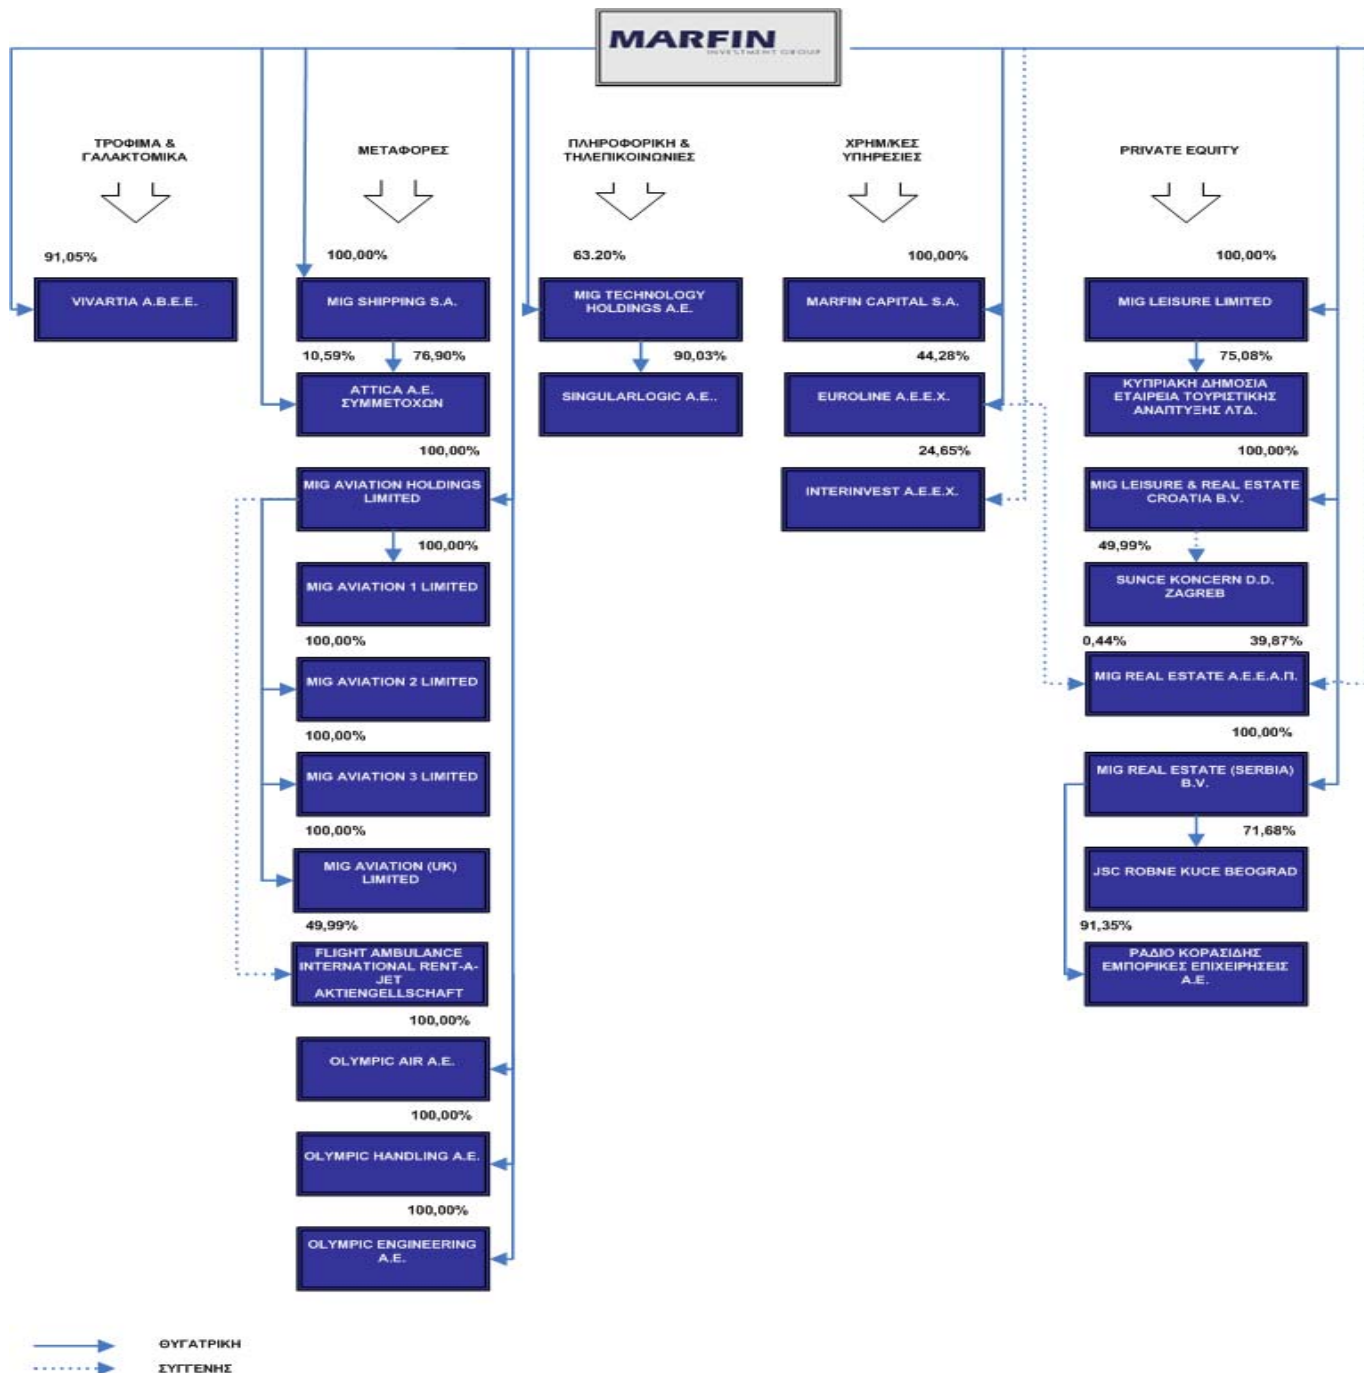 MARFIN
INVESTMENT GROUP
ΤΡΟΦΙΜΑ &
ΓΑΛΑΚΤΟΜΙΚΑ
ΜΕΤΑΦΟΡΕΣ
ΠΛΗΡΟΦΟΡΙΚΗ &
ΤΗΛΕΠΙΚΟΙΝΩΝΙΕΣ
ΧΡΗΜ/ΚΕΣ
ΥΠΗΡΕΣΙΕΣ
PRIVATE EQUITY
91,05%
VIVARTIA Α.Β.Ε.Ε.
100,00%
MIG SHIPPING S.A.
10,59% 76,90%
ATTICA Α.Ε.
ΣΥΜΜΕΤΟΧΩΝ
100,00%
MIG AVIATION HOLDINGS
LIMITED
100,00%
MIG AVIATION 1 LIMITED
100,00%
MIG AVIATION 2 LIMITED
100,00%
MIG AVIATION 3 LIMITED
100,00%
MIG AVIATION (UK)
LIMITED
49,99%
FLIGHT AMBULANCE
INTERNATIONAL RENT-A-
JET
AKTIENGELLSCHAFT
100,00%
OLYMPIC AIR Α.Ε.
100,00%
OLYMPIC HANDLING Α.Ε.
100,00%
OLYMPIC ENGINEERING
Α.Ε.
63.20%
MIG TECHNOLOGY
HOLDINGS Α.Ε.
90,03%
SINGULARLOGIC Α.Ε..
100,00%
MARFIN CAPITAL S.A.
44,28%
EUROLINE Α.Ε.Ε.Χ.
24,65%
INTERINVEST Α.Ε.Ε.Χ.
100,00%
MIG LEISURE LIMITED
75,08%
ΚΥΠΡΙΑΚΗ ΔΗΜΟΣΙΑ
ΕΤΑΙΡΕΙΑ ΤΟΥΡΙΣΤΙΚΗΣ
ΑΝΑΠΤΥΞΗΣ ΛΤΔ.
100,00%
MIG LEISURE & REAL ESTATE
CROATIA B.V.
49,99%
SUNCE KONCERN D.D.
ZAGREB
0,44% 39,87%
MIG REAL ESTATE Α.Ε.Ε.Α.Π.
100,00%
MIG REAL ESTATE (SERBIA)
B.V.
71,68%
JSC ROBNE KUCE BEOGRAD
91,35%
ΡΑΔΙΟ ΚΟΡΑΣΙΔΗΣ
ΕΜΠΟΡΙΚΕΣ ΕΠΙΧΕΙΡΗΣΕΙΣ
Α.Ε.
ΘΥΓΑΤΡΙΚΗ
ΣΥΓΓΕΝΗΣ